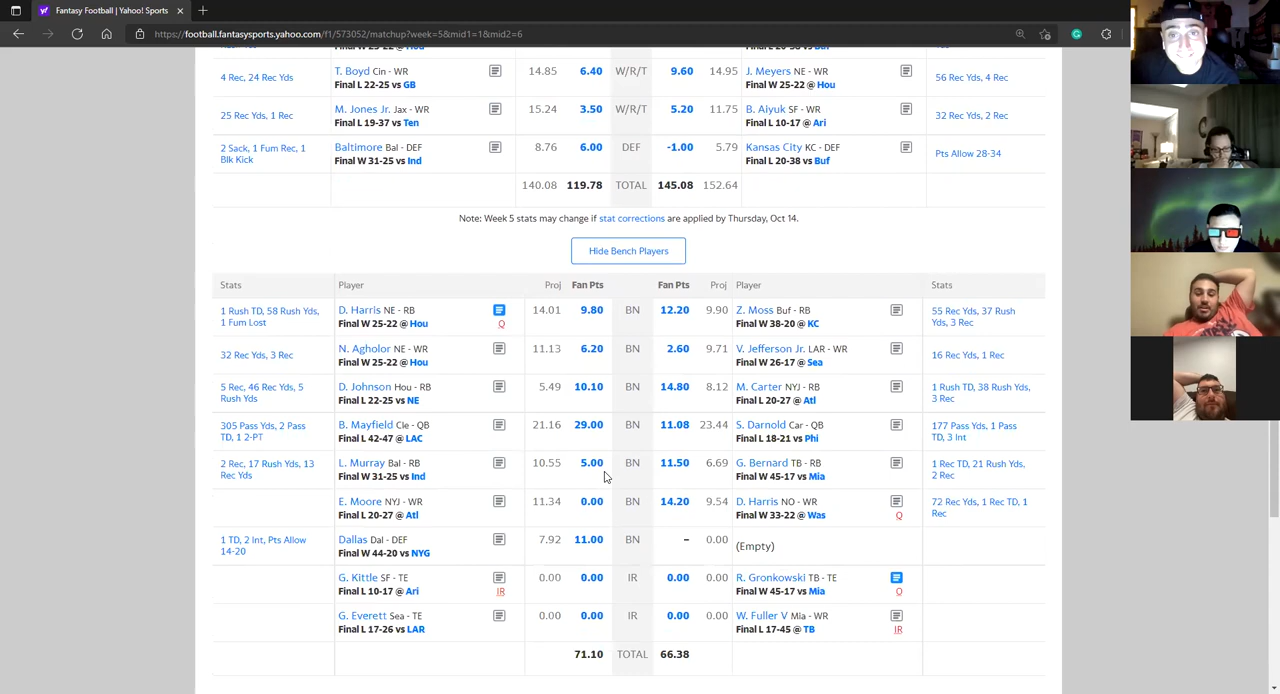 Fantasy Football | Yahoo! Sports
https://football.fantasysports.yahoo.com/f1/573052/matchup?week=5&mid1=1&mid2=6
4 Rec, 24 Rec Yds T. Boyd Cin - WR 14.85 6.40 W/R/T 9.60 14.95 J. Meyers NE - WR 56 Rec Yds, 4 Rec
Final L 22-25 vs GB Final W 25-22 @ Hou
25 Rec Yds, 1 Rec M. Jones Jr. Jax - WR 15.24 3.50 W/R/T 5.20 11.75 B. Aiyuk SF - WR 32 Rec Yds, 2 Rec
Final L 19-37 vs Ten Final L 10-17 @ Ari
2 Sack, 1 Fum Rec, 1 Baltimore Bal - DEF 8.76 6.00 DEF -1.00 5.79 Kansas City KC - DEF Pts Allow 28-34
Blk Kick Final W 31-25 vs Ind Final L 20-38 vs Buf
140.08 119.78 TOTAL 145.08 152.64
Note: Week 5 stats may change if stat corrections are applied by Thursday, Oct 14.
Hide Bench Players
Stats Player Proj Fan Pts Fan Pts Proj Player Stats
1 Rush TD, 58 Rush Yds, D. Harris NE - RB 14.01 9.80 BN 12.20 9.90 Z. Moss Buf - RB 55 Rec Yds, 37 Rush
1 Fum Lost Final W 25-22 @ Hou Q Final W 38-20 @ KC Yds, 3 Rec
32 Rec Yds, 3 Rec N. Agholor NE - WR 11.13 6.20 BN 2.60 9.71 V. Jefferson Jr. LAR - WR 16 Rec Yds, 1 Rec
Final W 25-22 @ Hou Final W 26-17 @ Sea
5 Rec, 46 Rec Yds, 5 D. Johnson Hou - RB 5.49 10.10 BN 14.80 8.12 M. Carter NYJ - RB 1 Rush TD, 38 Rush Yds,
Rush Yds Final L 22-25 vs NE Final L 20-27 @ Atl 3 Rec
305 Pass Yds, 2 Pass B. Mayfield Cle - QB 21.16 29.00 BN 11.08 23.44 S. Darnold Car - QB 177 Pass Yds, 1 Pass
TD, 1 2-PT Final L 42-47 @ LAC Final L 18-21 vs Phi TD, 3 Int
2 Rec, 17 Rush Yds, 13 L. Murray Bal - RB 10.55 5.00 BN 11.50 6.69 G. Bernard TB - RB 1 Rec TD, 21 Rush Yds,
Rec Yds Final W 31-25 vs Ind Final W 45-17 vs Mia 2 Rec
E. Moore NYJ - WR 11.34 0.00 BN 14.20 9.54 D. Harris NO - WR 72 Rec Yds, 1 Rec TD, 1
Final L 20-27 @ Atl Final W 33-22 @ Was Q Rec
1 TD, 2 Int, Pts Allow Dallas Dal - DEF 7.92 11.00 BN – 0.00 (Empty)
14-20 Final W 44-20 vs NYG
G. Kittle SF - TE 0.00 0.00 IR 0.00 0.00 R. Gronkowski TB - TE
Final L 10-17 @ Ari IR Final W 45-17 vs Mia O
G. Everett Sea - TE 0.00 0.00 IR 0.00 0.00 W. Fuller V Mia - WR
Final L 17-26 vs LAR Final L 17-45 @ TB IR
71.10 TOTAL 66.38